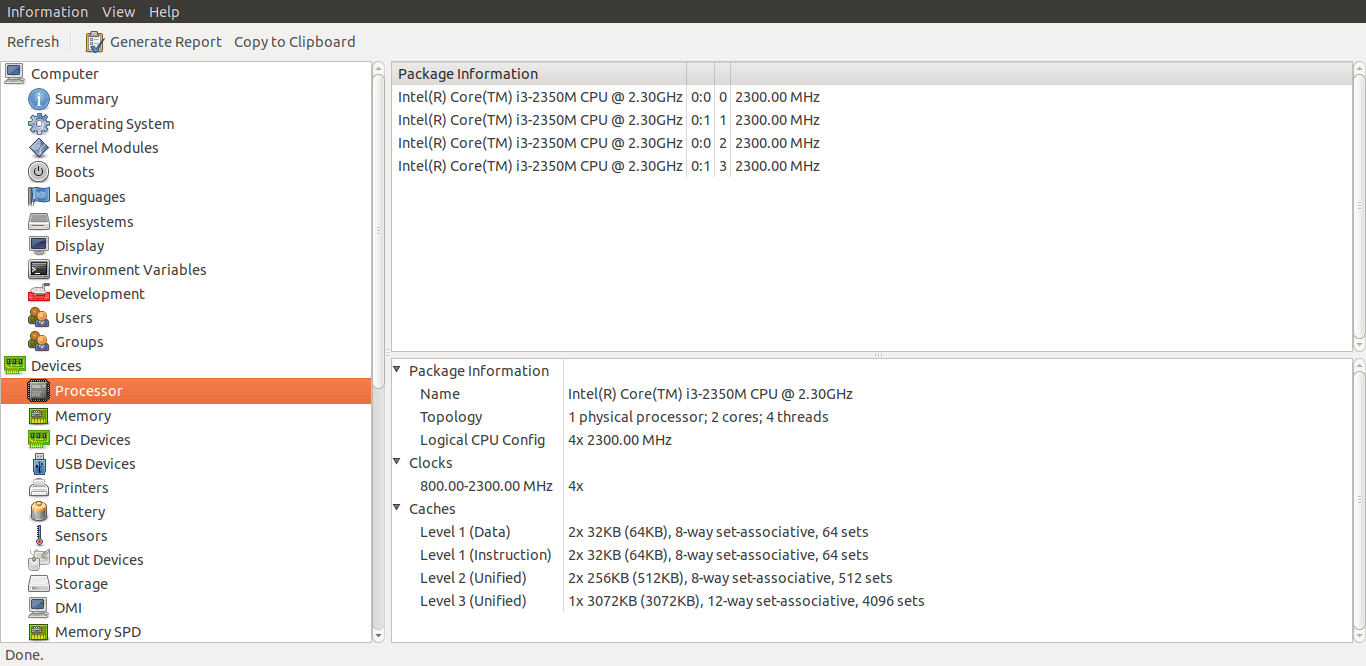 Information View Help
Refresh Generate Report Copy to Clipboard
Computer
Summary
Operating System
Kernel Modules
Boots
Languages
Filesystems
Display
Environment Variables
Development
Users
Groups
Devices
Processor
Memory
PCI Devices
USB Devices
Printers
Battery
Sensors
Input Devices
Storage
DMI
Memory SPD
Package Information
Intel(R) Core(TM) i3-2350M CPU @ 2.30GHz 0:0 0 2300.00 MHz
Intel(R) Core(TM) i3-2350M CPU @ 2.30GHz 0:1 1 2300.00 MHz
Intel(R) Core(TM) i3-2350M CPU @ 2.30GHz 0:0 2 2300.00 MHz
Intel(R) Core(TM) i3-2350M CPU @ 2.30GHz 0:1 3 2300.00 MHz
Package Information
Name Intel(R) Core(TM) i3-2350M CPU @ 2.30GHz
Topology 1 physical processor; 2 cores; 4 threads
Logical CPU Config 4x 2300.00 MHz
Clocks
800.00-2300.00 MHz 4x
Caches
Level 1 (Data) 2x 32KB (64KB), 8-way set-associative, 64 sets
Level 1 (Instruction) 2x 32KB (64KB), 8-way set-associative, 64 sets
Level 2 (Unified) 2x 256KB (512KB), 8-way set-associative, 512 sets
Level 3 (Unified) 1x 3072KB (3072KB), 12-way set-associative, 4096 sets
Done.